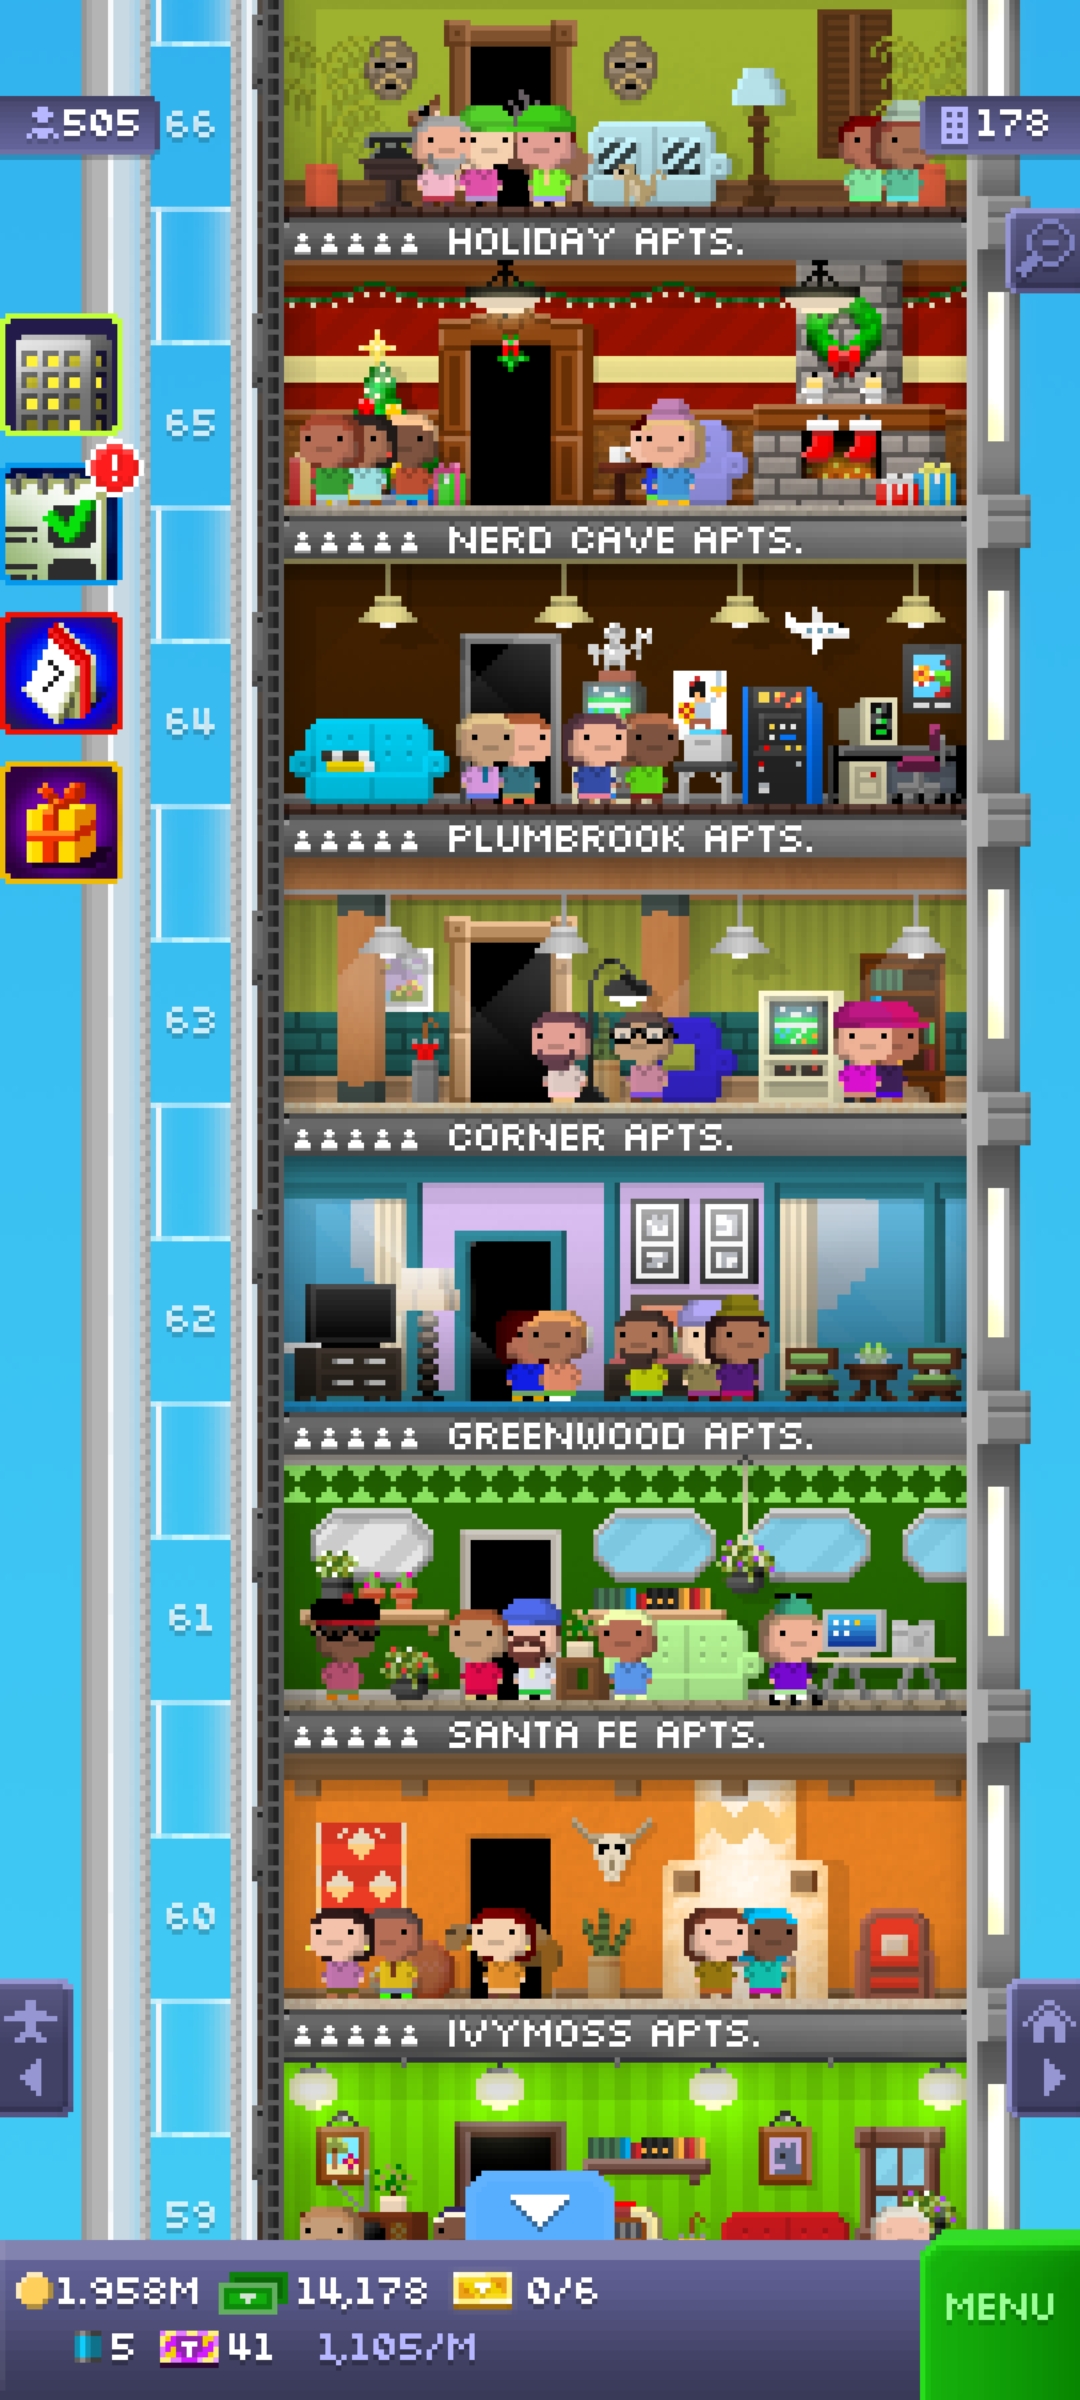 505
66
178
HOLIDAY APTS.
65
NERD CAVE APTS.
64
PLUMBROOK APTS.
63
CORNER APTS.
62
GREENWOOD APTS.
61
SANTA FE APTS.
60
IVYMOSS APTS.
59
1.958M 14,178 0/6
MENU
5 T 41 1,105/M